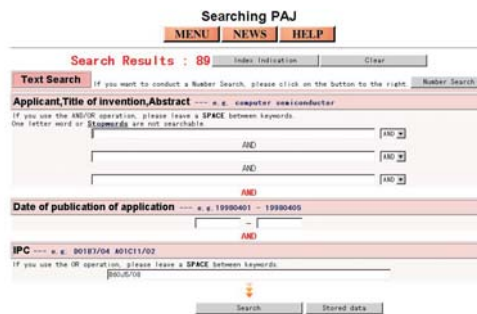 Searching PAJ
MENU NEWS HELP
Search Results : 89 Index Indication Clear
Text Search If you want to conduct a Number Search, please click on the button to the right. Number Search
Applicant,Title of invention,Abstract --- e.g. computer semiconductor
If you use the AND/OR operation, please leave a SPACE between keywords.
One letter word or Stopwords are not searchable.
AND
AND
AND
AND
AND
AND
Date of publication of application --- e.g. 19980401 - 19980405
-
AND
IPC --- e.g. D01B7/04 A01C11/02
If you use the OR operation, please leave a SPACE between keywords.
B60J5/08
Search Stored data